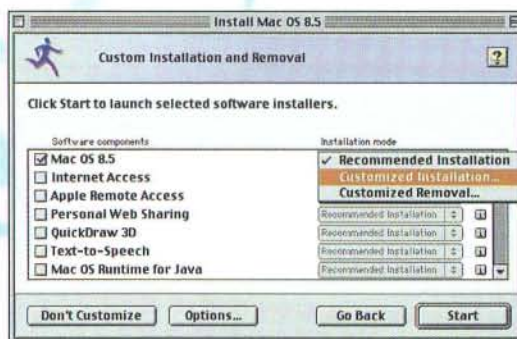 Install Mac OS 8.5
Custom Installation and Removal
?
Click Start to launch selected software installers.
Software components Installation mode
Mac OS 8.5 ✓ Recommended Installation
Internet Access Customized Installation...
Apple Remote Access Customized Removal...
Personal Web Sharing Recommended Installation
QuickDraw 3D Recommended Installation
Text-to-Speech Recommended Installation
Mac OS Runtime for Java Recommended Installation
Don't Customize Options... Go Back Start